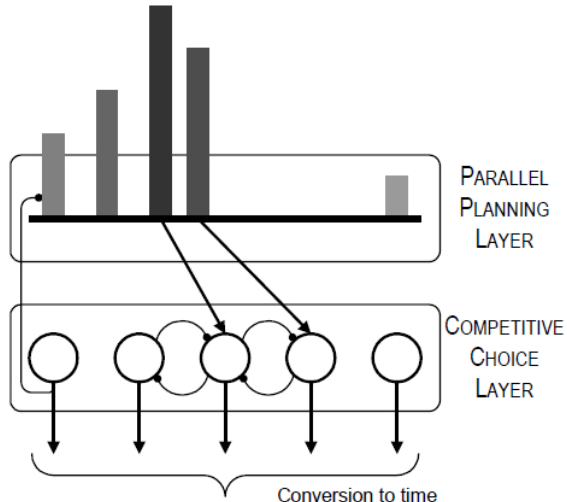 PARALLEL
PLANNING
LAYER
COMPETITIVE
CHOICE
LAYER
Conversion to time